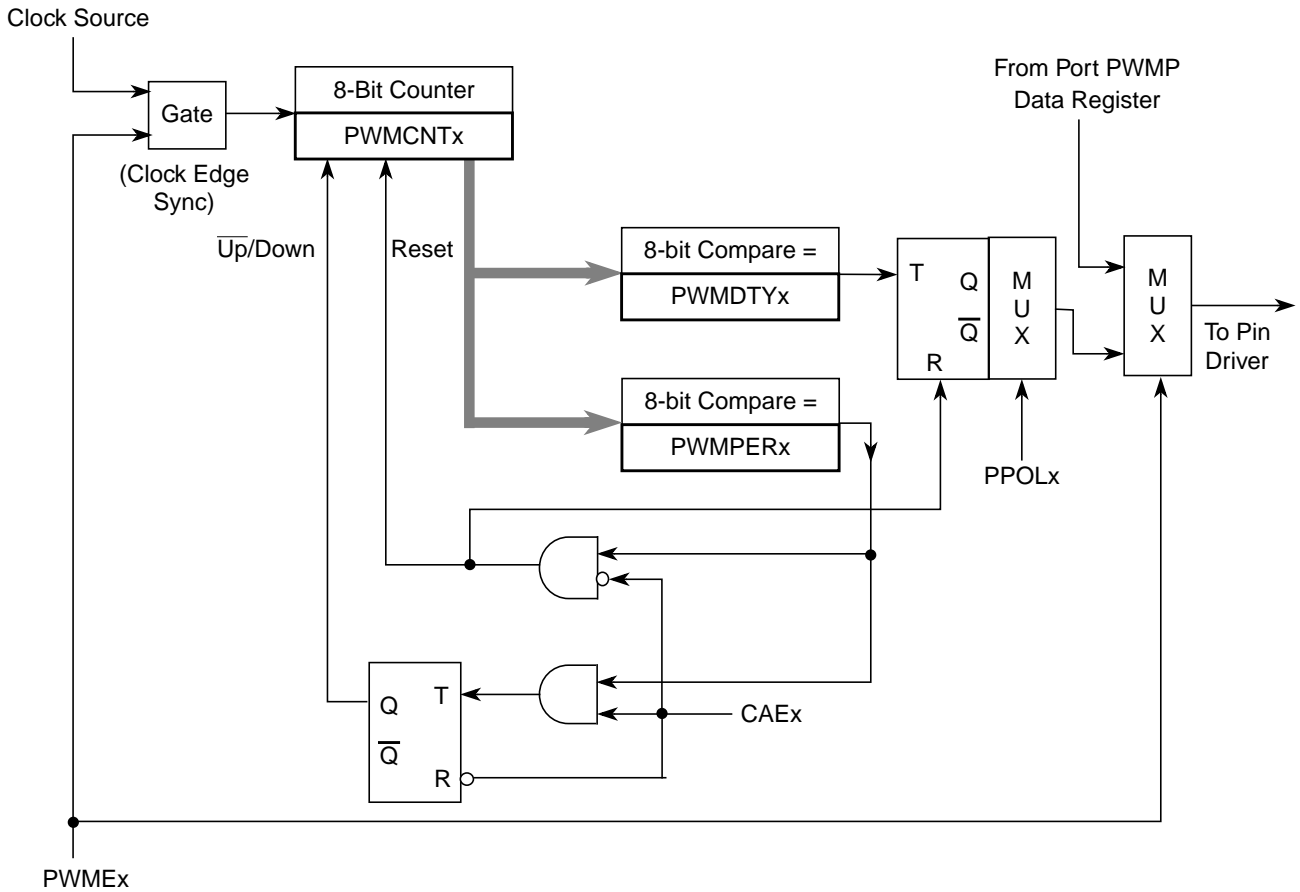 Clock Source
Gate
(Clock Edge
Sync)
8-Bit Counter
PWMCNTx
From Port PWMP
Data Register
U̅p̅/Down
Reset
8-bit Compare =
PWMDTYx
T
Q
Q̅
R
M
U
X
M
U
X
To Pin
Driver
8-bit Compare =
PWMPERx
PPOLx
Q
T
Q̅
R
CAEx
PWMEx